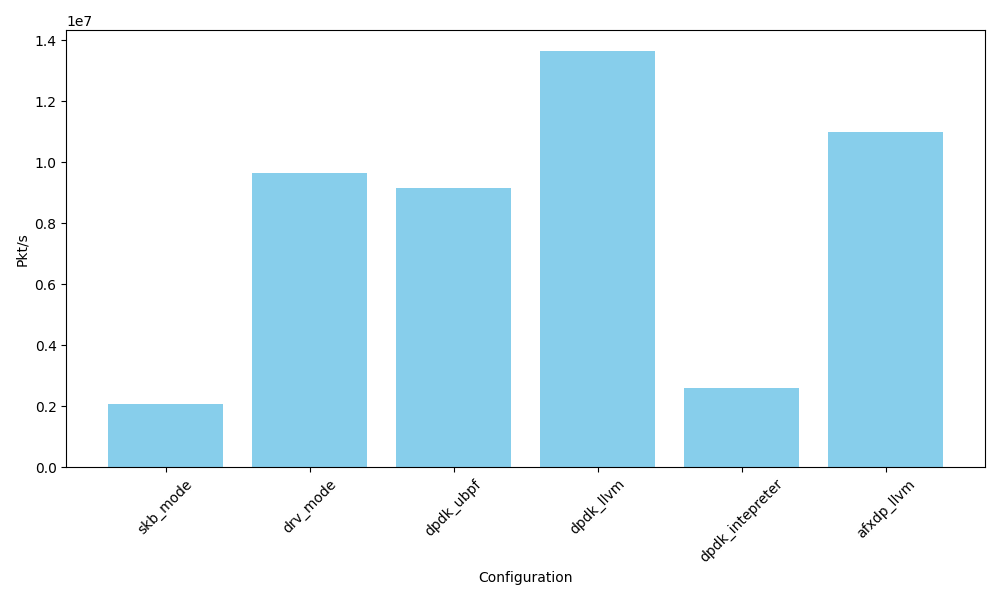 1e7
1.4
1.2
1.0
0.8
0.6
0.4
0.2
0.0
Pkt/s
skb_mode
drv_mode
dpdk_ubpf
dpdk_llvm
dpdk_intepreter
afxdp_llvm
Configuration